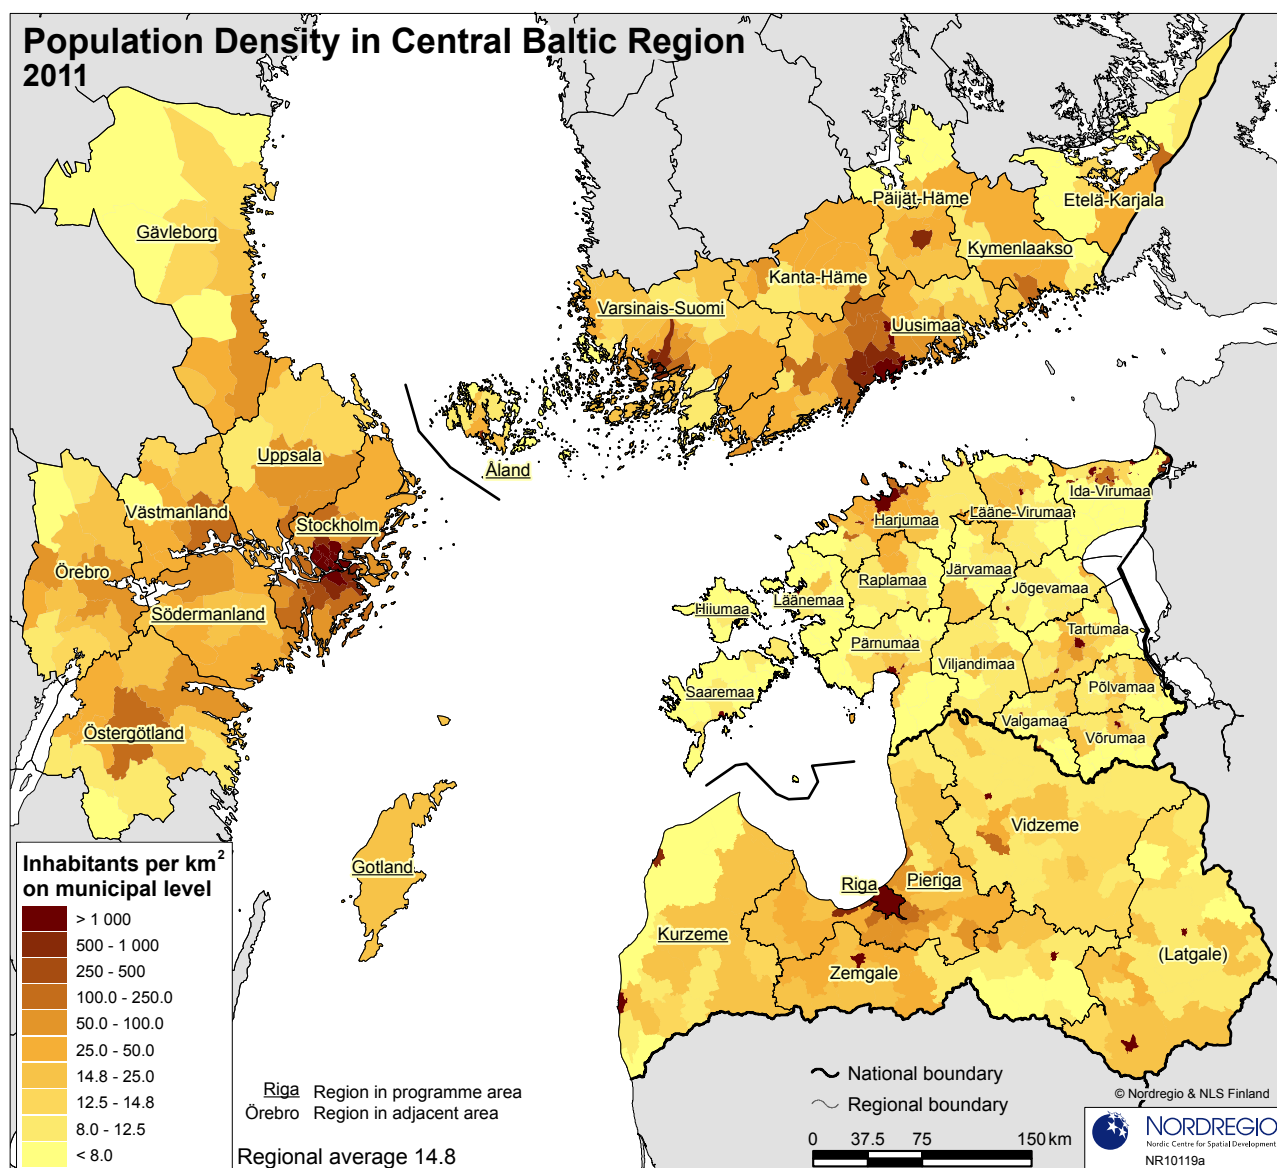 Population Density in Central Baltic Region
2011
Gävleborg
Päijät-Häme
Etelä-Karjala
Kymenlaakso
Kanta-Häme
Varsinais-Suomi
Uusimaa
Uppsala
Åland
Västmanland
Stockholm
Örebro
Södermanland
Östergötland
Gotland
Ida-Virumaa
Harjumaa
Lääne-Virumaa
Järvamaa
Raplamaa
Jõgevamaa
Hiiumaa
Läänemaa
Tartumaa
Pärnumaa
Viljandimaa
Saaremaa
Põlvamaa
Valgamaa
Võrumaa
Vidzeme
Riga
Pieriga
Kurzeme
(Latgale)
Zemgale
Inhabitants per km2
on municipal level
> 1 000
500 - 1 000
250 - 500
100.0 - 250.0
50.0 - 100.0
25.0 - 50.0
14.8 - 25.0
12.5 - 14.8
8.0 - 12.5
< 8.0
Riga Region in programme area
Örebro Region in adjacent area
Regional average 14.8
National boundary
Regional boundary
0 37.5 75 150 km
© Nordregio & NLS Finland
NORDREGIO
Nordic Centre for Spatial Development
NR10119a